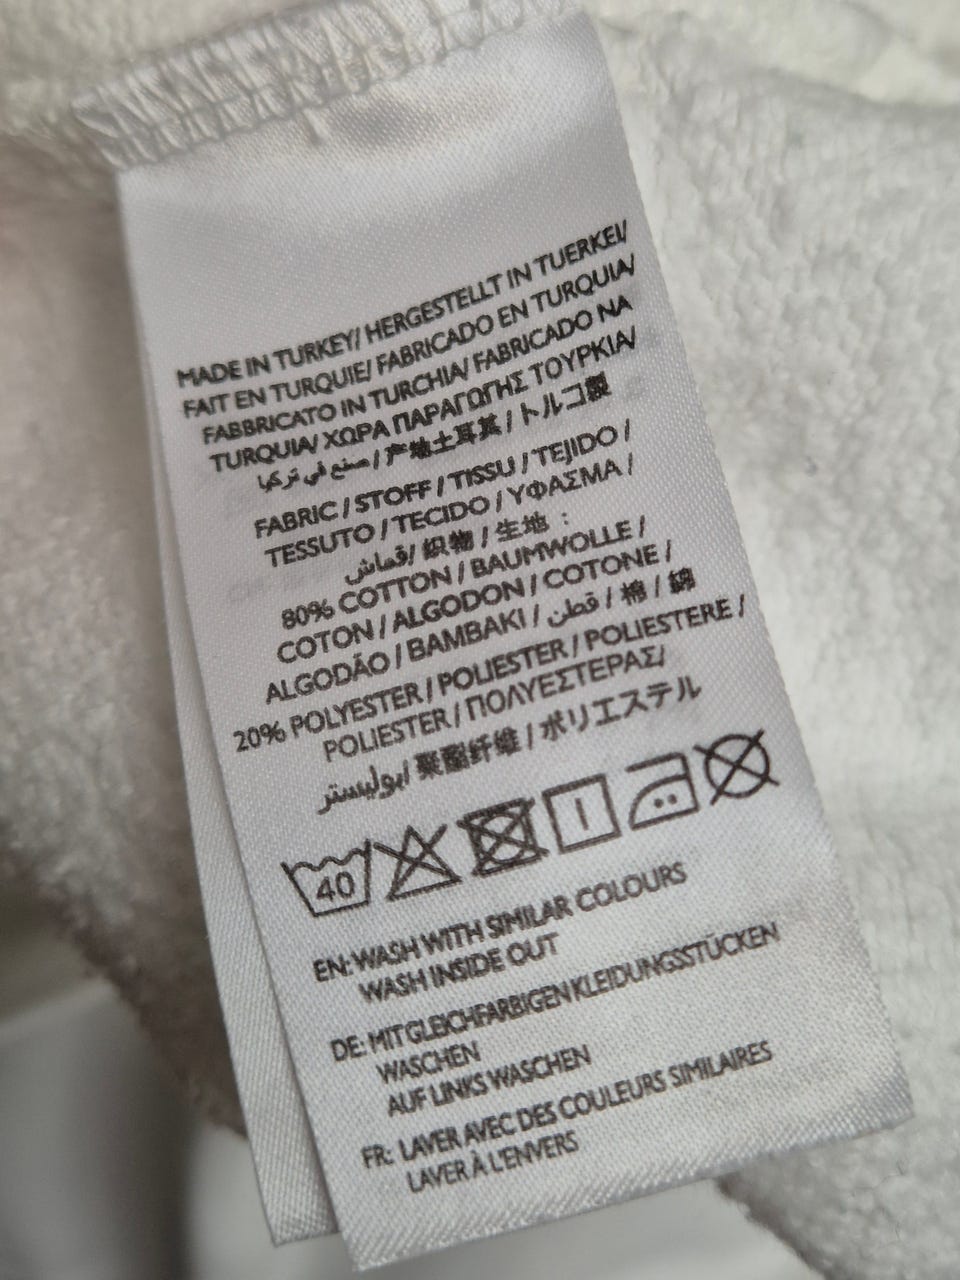 MADE IN TURKEY/ HERGESTELLT IN TUERKEI/
FAIT EN TURQUIE/ FABRICADO EN TURQUIA/
FABBRICATO IN TURCHIA/ FABRICADO NA
TURQUIA/ ΧΩΡΑ ΠΑΡΑΓΩΓΗΣ ΤΟΥΡΚΙΑ/
صنع في تركيا / 产地土耳其 / トルコ製
FABRIC / STOFF / TISSU / TEJIDO /
TESSUTO / TECIDO / ΥΦΑΣΜΑ /
قماش/ 织物 / 生地 :
80% COTTON / BAUMWOLLE /
COTON / ALGODON / COTONE /
ALGODÃO / BAMBAKI / قطن / 棉 / 綿
20% POLYESTER / POLIESTER / POLIESTERE /
POLIESTER / ΠΟΛΥΕΣΤΕΡΑΣ/
ابوليستر/ 聚酯纤维 / ポリエステル
40
EN: WASH WITH SIMILAR COLOURS
WASH INSIDE OUT
DE: MIT GLEICHFARBIGEN KLEIDUNGSSTÜCKEN
WASCHEN
AUF LINKS WASCHEN
FR: LAVER AVEC DES COULEURS SIMILAIRES
LAVER À L'ENVERS